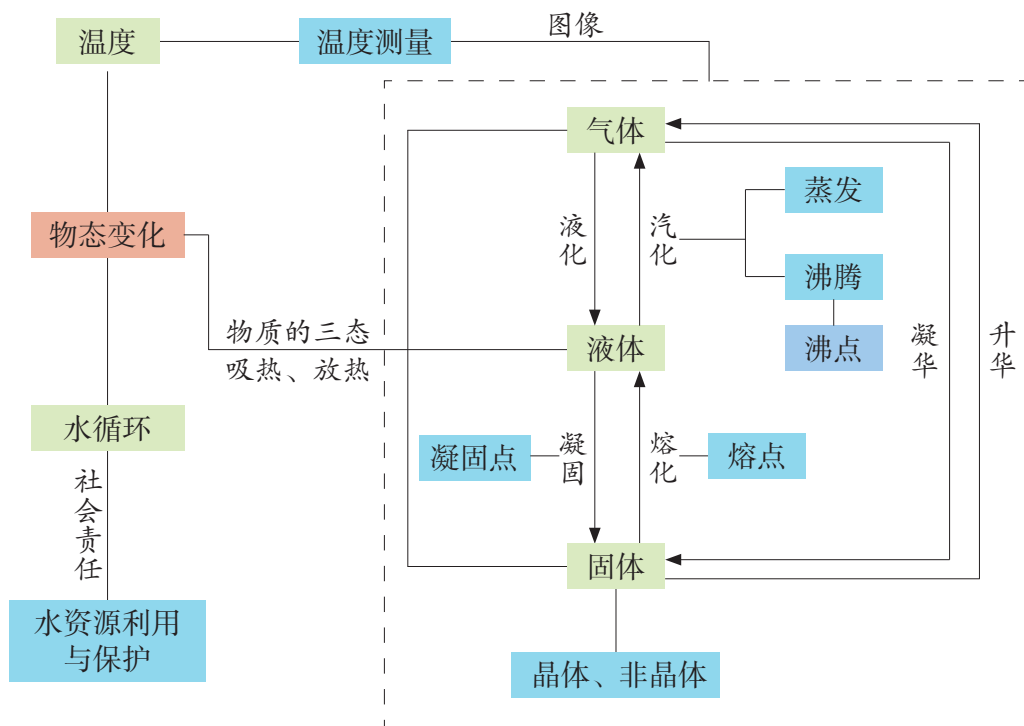 温度
温度测量
图像
气体
蒸发
液化
汽化
物态变化
沸腾
物质的三态
吸热、放热
液体
沸点
凝华
升华
水循环
凝固点
凝固
熔化
熔点
社会责任
固体
水资源利用
与保护
晶体、非晶体